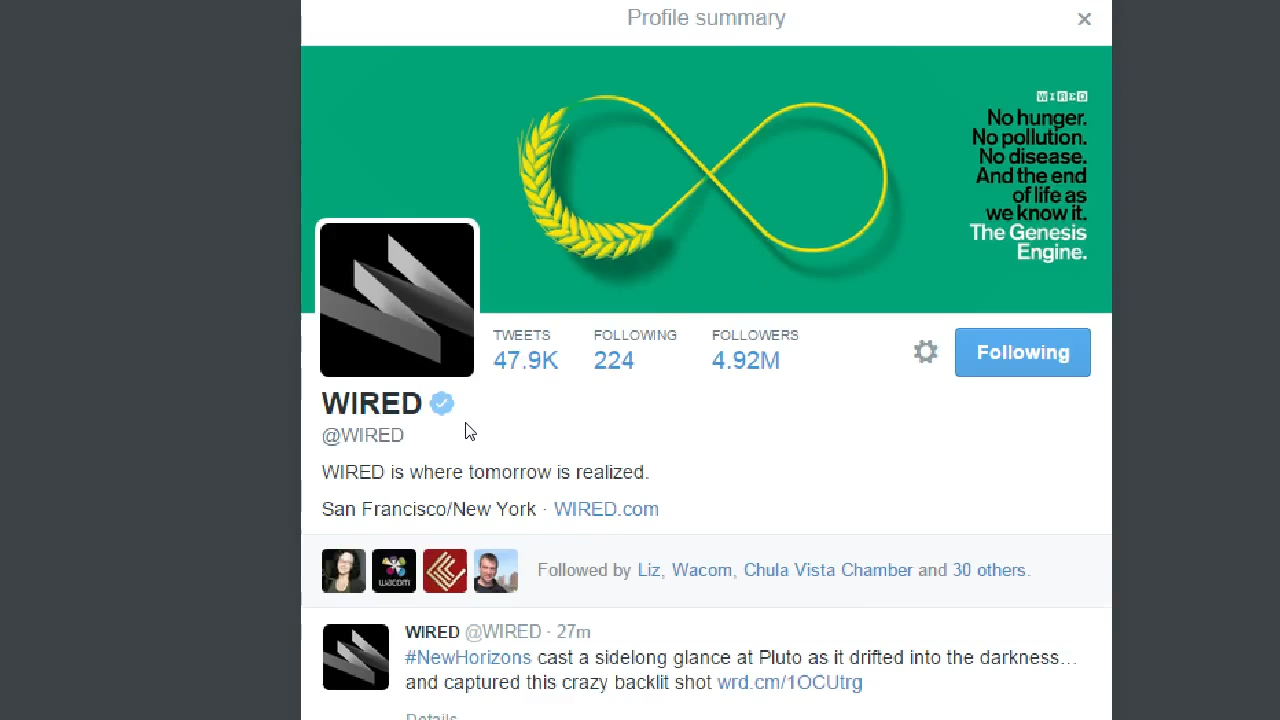 Profile summary
WIRED
No hunger.
No pollution.
No disease.
And the end
of life as
we know it.
The Genesis
Engine.
TWEETS FOLLOWING FOLLOWERS
47.9K 224 4.92M
Following
WIRED
@WIRED
WIRED is where tomorrow is realized.
San Francisco/New York · WIRED.com
wacom
Followed by Liz, Wacom, Chula Vista Chamber and 30 others.
WIRED @WIRED · 27m
#NewHorizons cast a sidelong glance at Pluto as it drifted into the darkness…
and captured this crazy backlit shot wrd.cm/1OCUtrg
Details